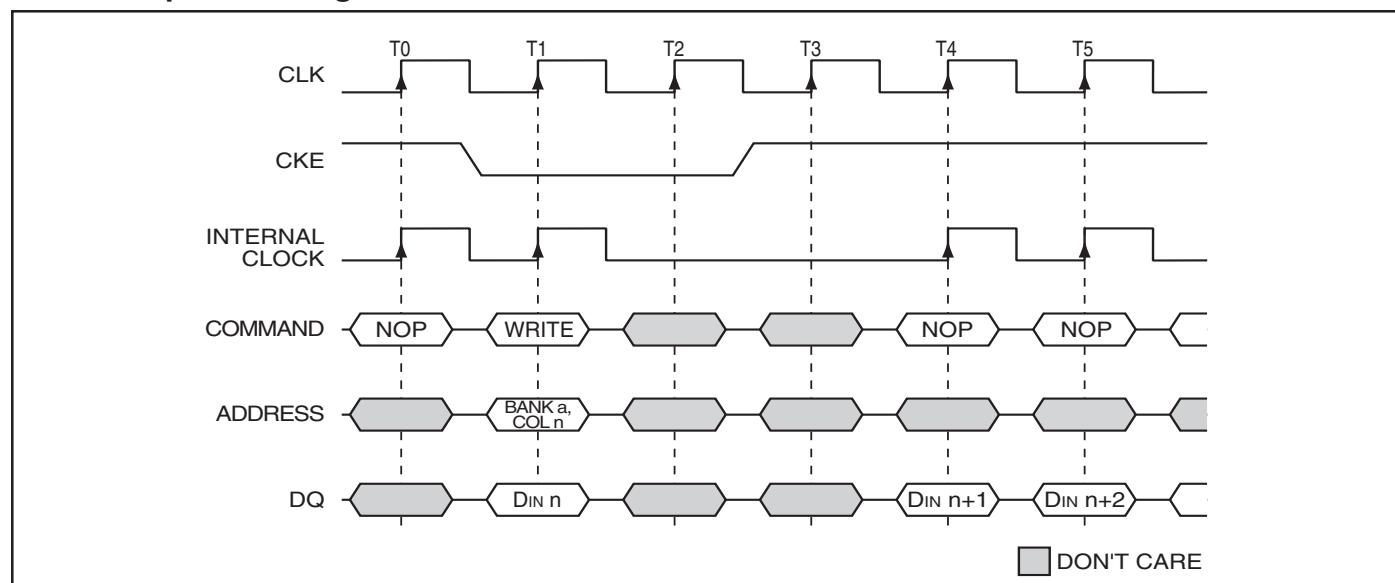 T0 T1 T2 T3 T4 T5
CLK
CKE
INTERNAL
CLOCK
COMMAND NOP WRITE NOP NOP
ADDRESS BANK a,
COL n
DQ DIN n DIN n+1 DIN n+2
DON'T CARE